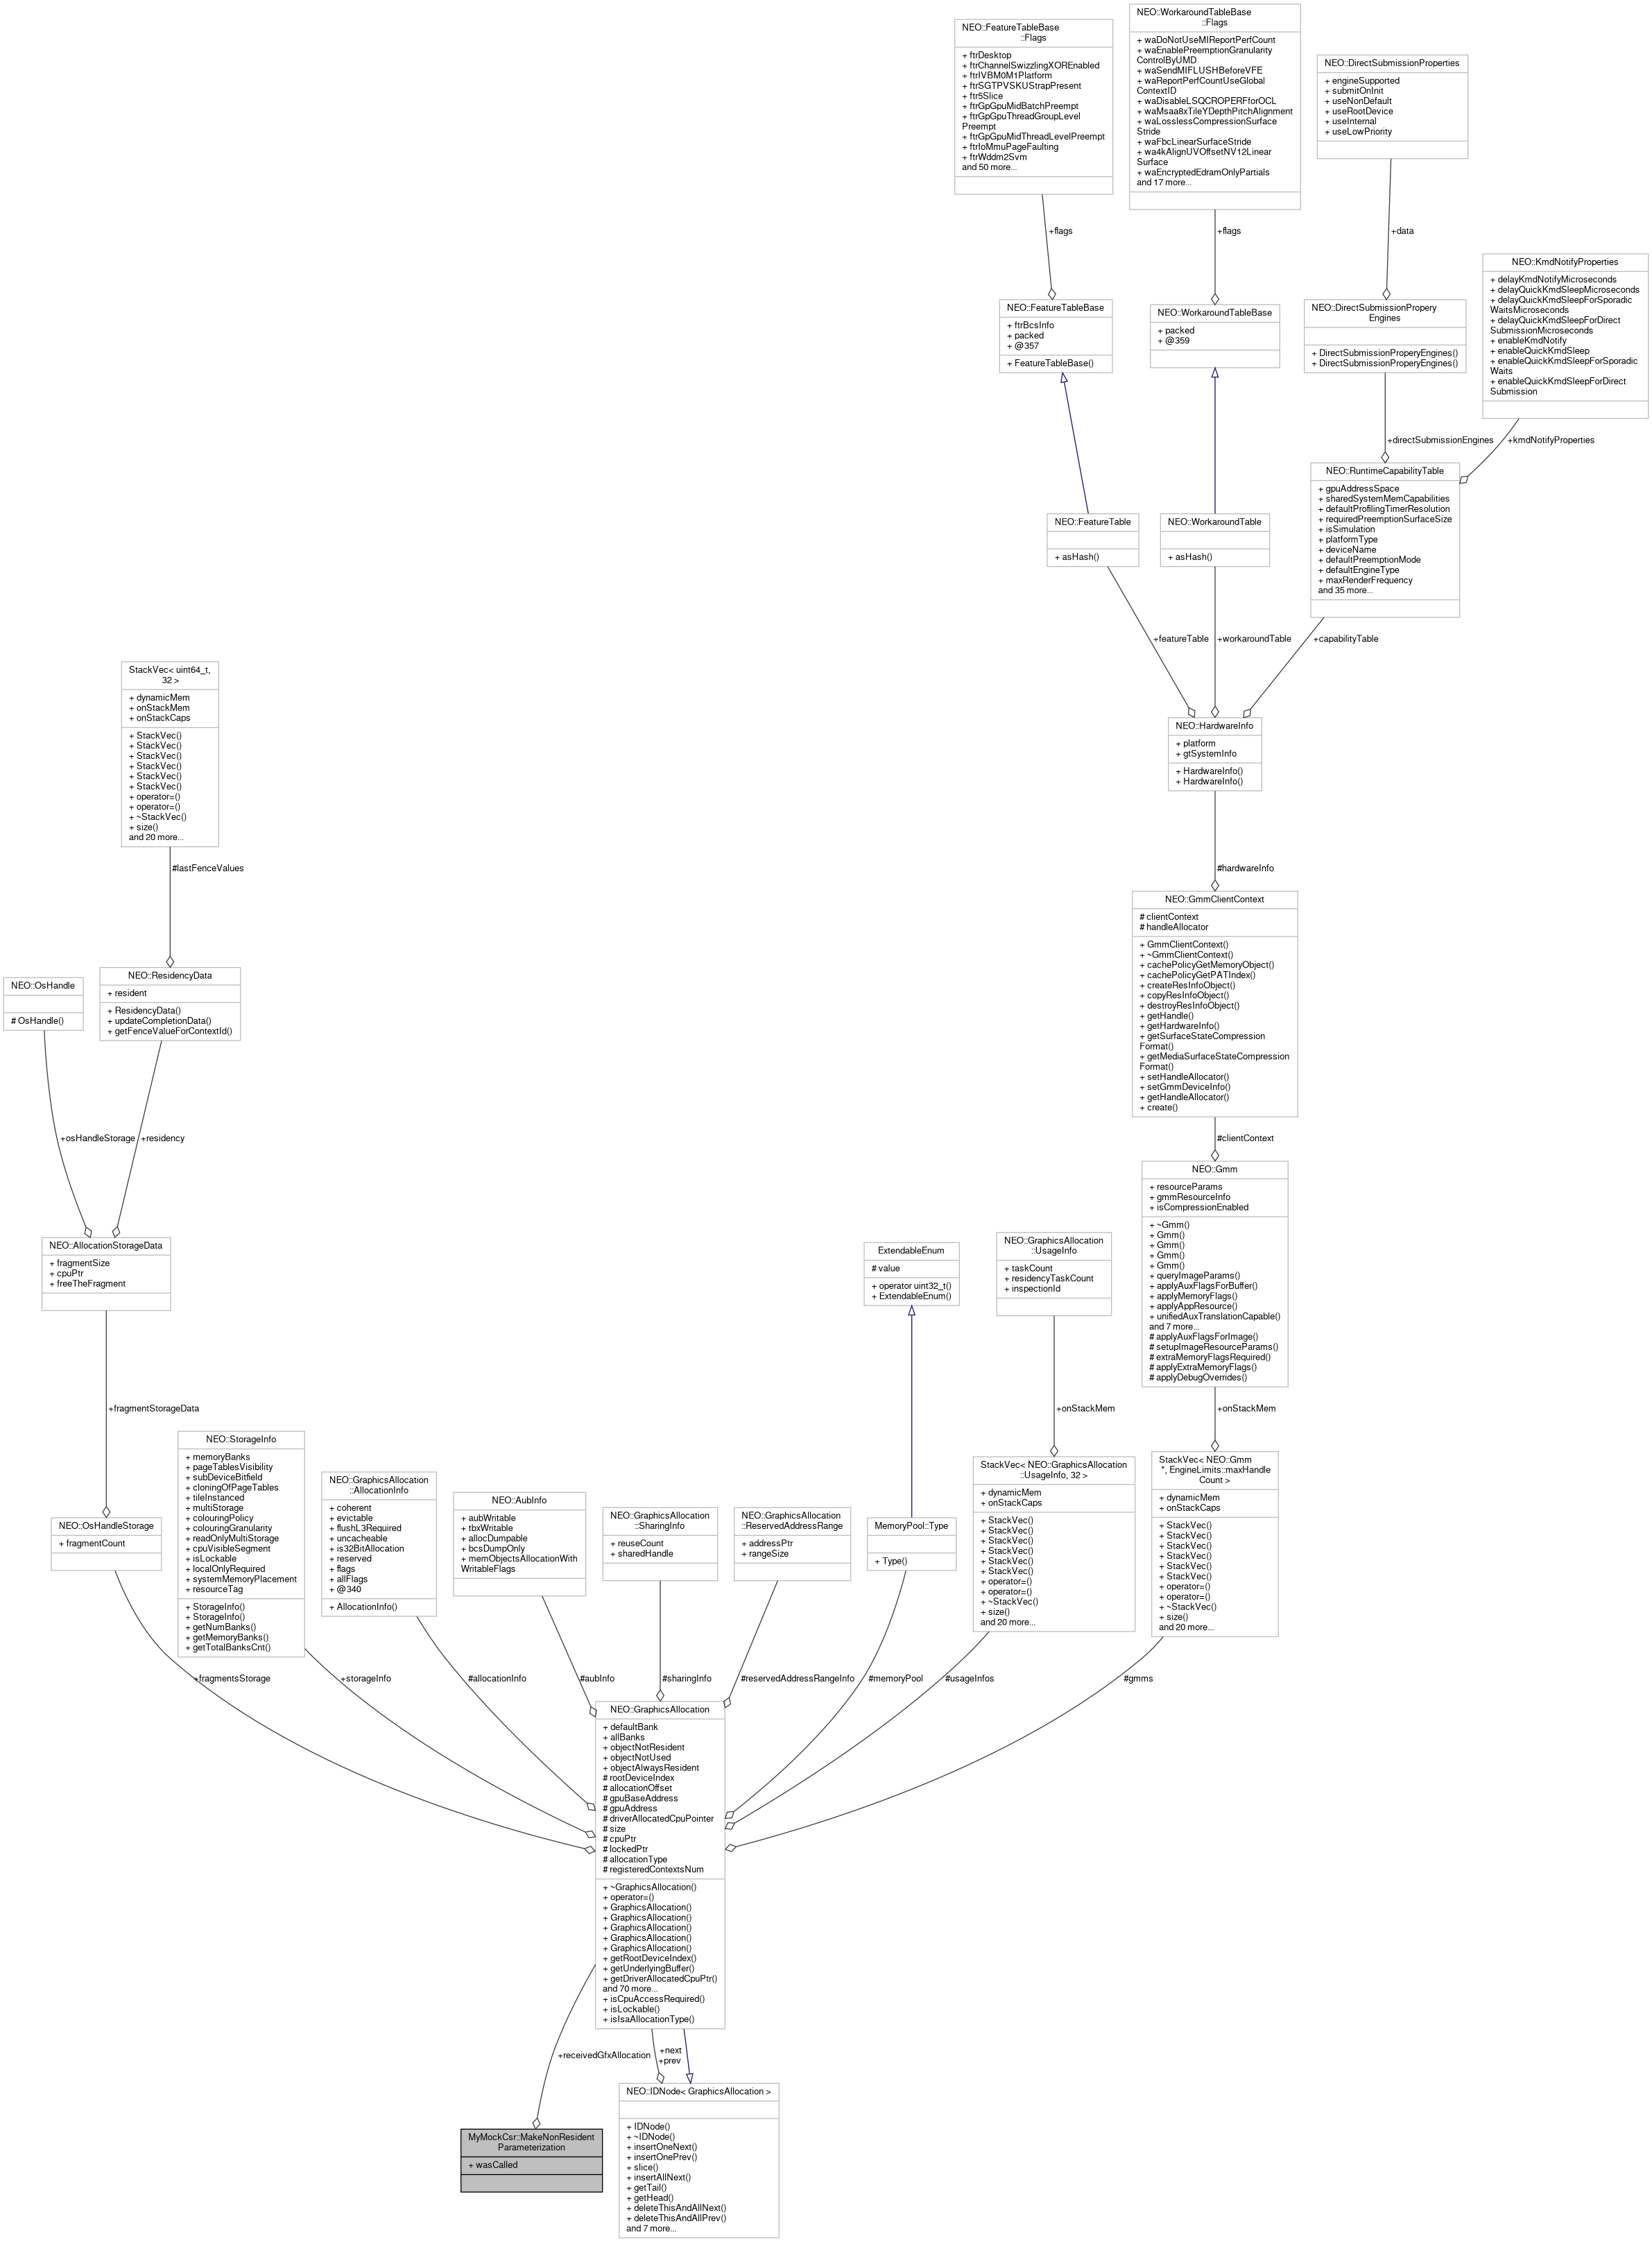 NEO::FeatureTableBase
::Flags
+ ftrDesktop
+ ftrChannelSwizzlingXOREnabled
+ ftrIVBM0M1Platform
+ ftrSGTPVSKUStrapPresent
+ ftr5Slice
+ ftrGpGpuMidBatchPreempt
+ ftrGpGpuThreadGroupLevel
Preempt
+ ftrGpGpuMidThreadLevelPreempt
+ ftrIoMmuPageFaulting
+ ftrWddm2Svm
and 50 more...
NEO::WorkaroundTableBase
::Flags
+ waDoNotUseMIReportPerfCount
+ waEnablePreemptionGranularity
ControlByUMD
+ waSendMIFLUSHBeforeVFE
+ waReportPerfCountUseGlobal
ContextID
+ waDisableLSQCROPERFforOCL
+ waMsaa8xTileYDepthPitchAlignment
+ waLosslessCompressionSurface
Stride
+ waFbcLinearSurfaceStride
+ wa4kAlignUVOffsetNV12Linear
Surface
+ waEncryptedEdramOnlyPartials
and 17 more...
NEO::DirectSubmissionProperties
+ engineSupported
+ submitOnInit
+ useNonDefault
+ useRootDevice
+ useInternal
+ useLowPriority
+flags
+flags
+data
NEO::KmdNotifyProperties
+ delayKmdNotifyMicroseconds
+ delayQuickKmdSleepMicroseconds
+ delayQuickKmdSleepForSporadic
WaitsMicroseconds
+ delayQuickKmdSleepForDirect
SubmissionMicroseconds
+ enableKmdNotify
+ enableQuickKmdSleep
+ enableQuickKmdSleepForSporadic
Waits
+ enableQuickKmdSleepForDirect
Submission
NEO::FeatureTableBase
+ ftrBcsInfo
+ packed
+ @357
+ FeatureTableBase()
NEO::WorkaroundTableBase
+ packed
+ @359
NEO::DirectSubmissionPropery
Engines
+ DirectSubmissionProperyEngines()
+ DirectSubmissionProperyEngines()
+directSubmissionEngines
+kmdNotifyProperties
NEO::FeatureTable
+ asHash()
NEO::WorkaroundTable
+ asHash()
NEO::RuntimeCapabilityTable
+ gpuAddressSpace
+ sharedSystemMemCapabilities
+ defaultProfilingTimerResolution
+ requiredPreemptionSurfaceSize
+ isSimulation
+ platformType
+ deviceName
+ defaultPreemptionMode
+ defaultEngineType
+ maxRenderFrequency
and 35 more...
+featureTable
+workaroundTable
+capabilityTable
StackVec< uint64_t,
32 >
+ dynamicMem
+ onStackMem
+ onStackCaps
+ StackVec()
+ StackVec()
+ StackVec()
+ StackVec()
+ StackVec()
+ StackVec()
+ operator=()
+ operator=()
+ ~StackVec()
+ size()
and 20 more...
NEO::HardwareInfo
+ platform
+ gtSystemInfo
+ HardwareInfo()
+ HardwareInfo()
#lastFenceValues
#hardwareInfo
NEO::GmmClientContext
# clientContext
# handleAllocator
+ GmmClientContext()
+ ~GmmClientContext()
+ cachePolicyGetMemoryObject()
+ cachePolicyGetPATIndex()
+ createResInfoObject()
+ copyResInfoObject()
+ destroyResInfoObject()
+ getHandle()
+ getHardwareInfo()
+ getSurfaceStateCompression
Format()
+ getMediaSurfaceStateCompression
Format()
+ setHandleAllocator()
+ setGmmDeviceInfo()
+ getHandleAllocator()
+ create()
NEO::OsHandle
# OsHandle()
NEO::ResidencyData
+ resident
+ ResidencyData()
+ updateCompletionData()
+ getFenceValueForContextId()
+osHandleStorage
+residency
#clientContext
NEO::Gmm
+ resourceParams
+ gmmResourceInfo
+ isCompressionEnabled
+ ~Gmm()
+ Gmm()
+ Gmm()
+ Gmm()
+ Gmm()
+ queryImageParams()
+ applyAuxFlagsForBuffer()
+ applyMemoryFlags()
+ applyAppResource()
+ unifiedAuxTranslationCapable()
and 7 more...
# applyAuxFlagsForImage()
# setupImageResourceParams()
# extraMemoryFlagsRequired()
# applyExtraMemoryFlags()
# applyDebugOverrides()
NEO::AllocationStorageData
+ fragmentSize
+ cpuPtr
+ freeTheFragment
ExtendableEnum
# value
+ operator uint32_t()
+ ExtendableEnum()
NEO::GraphicsAllocation
::UsageInfo
+ taskCount
+ residencyTaskCount
+ inspectionId
+fragmentStorageData
+onStackMem
+onStackMem
NEO::OsHandleStorage
+ fragmentCount
NEO::StorageInfo
+ memoryBanks
+ pageTablesVisibility
+ subDeviceBitfield
+ cloningOfPageTables
+ tileInstanced
+ multiStorage
+ colouringPolicy
+ colouringGranularity
+ readOnlyMultiStorage
+ cpuVisibleSegment
+ isLockable
+ localOnlyRequired
+ systemMemoryPlacement
+ resourceTag
+ StorageInfo()
+ StorageInfo()
+ getNumBanks()
+ getMemoryBanks()
+ getTotalBanksCnt()
NEO::GraphicsAllocation
::AllocationInfo
+ coherent
+ evictable
+ flushL3Required
+ uncacheable
+ is32BitAllocation
+ reserved
+ flags
+ allFlags
+ @340
+ AllocationInfo()
NEO::AubInfo
+ aubWritable
+ tbxWritable
+ allocDumpable
+ bcsDumpOnly
+ memObjectsAllocationWith
WritableFlags
NEO::GraphicsAllocation
::SharingInfo
+ reuseCount
+ sharedHandle
NEO::GraphicsAllocation
::ReservedAddressRange
+ addressPtr
+ rangeSize
MemoryPool::Type
+ Type()
StackVec< NEO::GraphicsAllocation
::UsageInfo, 32 >
+ dynamicMem
+ onStackCaps
+ StackVec()
+ StackVec()
+ StackVec()
+ StackVec()
+ StackVec()
+ StackVec()
+ operator=()
+ operator=()
+ ~StackVec()
+ size()
and 20 more...
StackVec< NEO::Gmm
*, EngineLimits::maxHandle
Count >
+ dynamicMem
+ onStackCaps
+ StackVec()
+ StackVec()
+ StackVec()
+ StackVec()
+ StackVec()
+ StackVec()
+ operator=()
+ operator=()
+ ~StackVec()
+ size()
and 20 more...
+fragmentsStorage
+storageInfo
#allocationInfo
#aubInfo
#sharingInfo
#reservedAddressRangeInfo
#memoryPool
#usageInfos
#gmms
NEO::GraphicsAllocation
+ defaultBank
+ allBanks
+ objectNotResident
+ objectNotUsed
+ objectAlwaysResident
# rootDeviceIndex
# allocationOffset
# gpuBaseAddress
# gpuAddress
# driverAllocatedCpuPointer
# size
# cpuPtr
# lockedPtr
# allocationType
# registeredContextsNum
+ ~GraphicsAllocation()
+ operator=()
+ GraphicsAllocation()
+ GraphicsAllocation()
+ GraphicsAllocation()
+ GraphicsAllocation()
+ GraphicsAllocation()
+ getRootDeviceIndex()
+ getUnderlyingBuffer()
+ getDriverAllocatedCpuPtr()
and 70 more...
+ isCpuAccessRequired()
+ isLockable()
+ isIsaAllocationType()
+receivedGfxAllocation
+next
+prev
MyMockCsr::MakeNonResident
Parameterization
+ wasCalled
NEO::IDNode< GraphicsAllocation >
+ IDNode()
+ ~IDNode()
+ insertOneNext()
+ insertOnePrev()
+ slice()
+ insertAllNext()
+ getTail()
+ getHead()
+ deleteThisAndAllNext()
+ deleteThisAndAllPrev()
and 7 more...